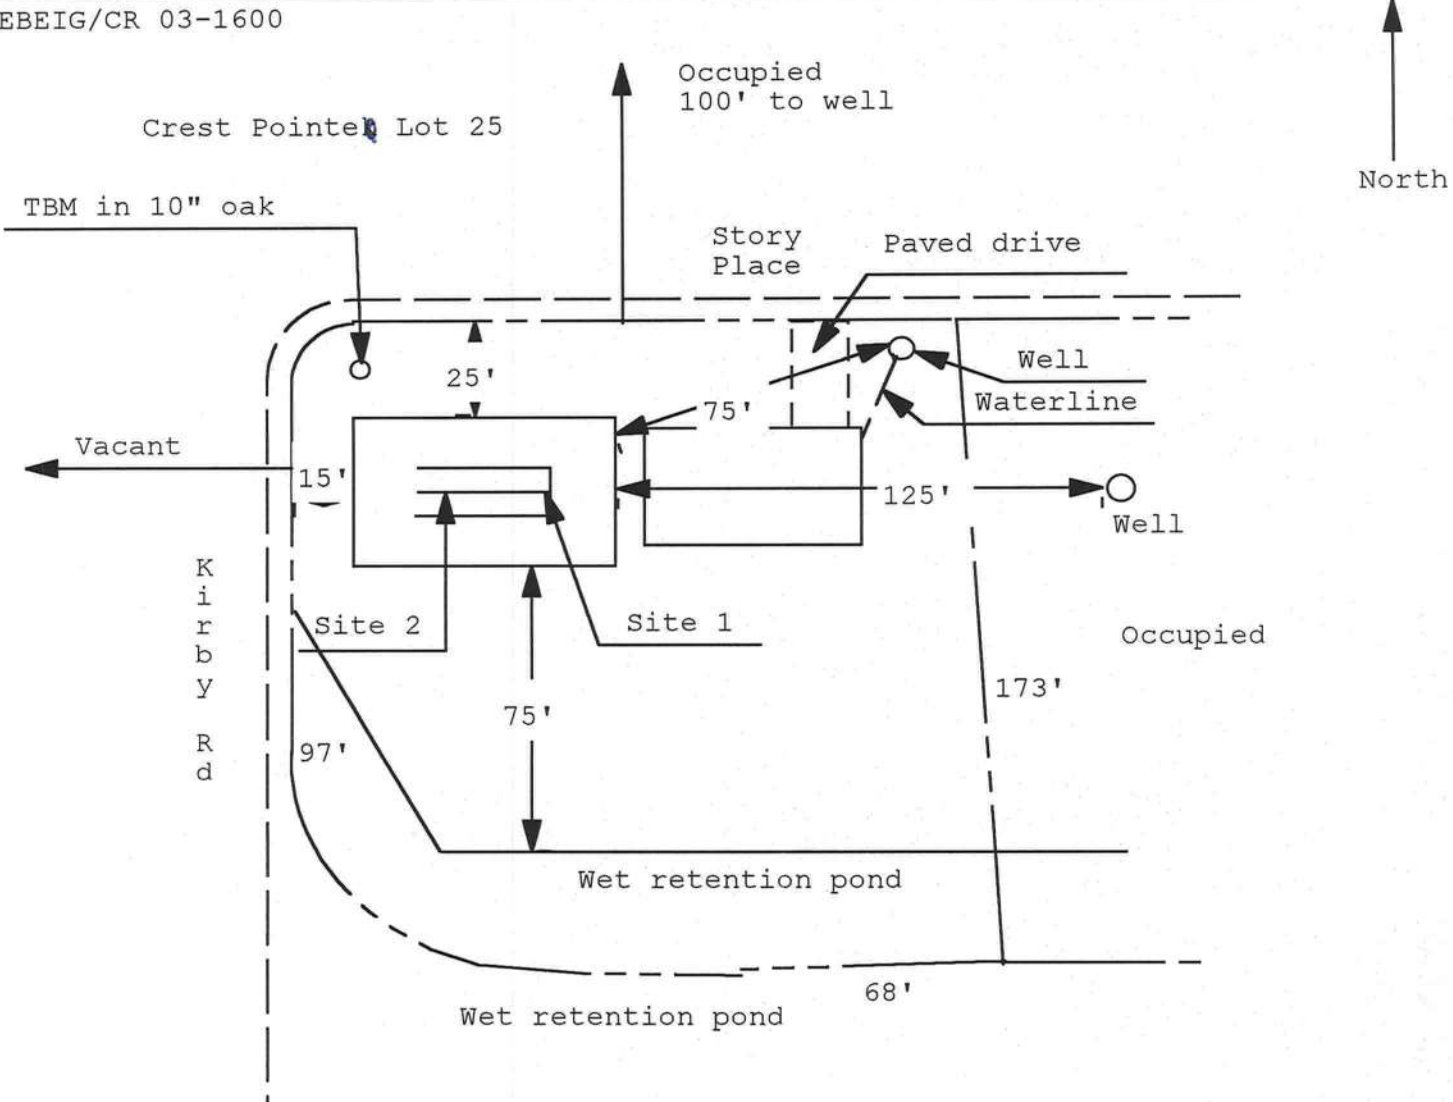 EBEIG/CR 03-1600
Occupied
100' to well
Crest Pointe Lot 25
North
TBM in 10" oak
Story
Place
Paved drive
Well
25'
Waterline
75'
Vacant
15'
125'
Well
Kirby Rd
Site 2
Site 1
Occupied
173'
75'
97'
Wet retention pond
68'
Wet retention pond